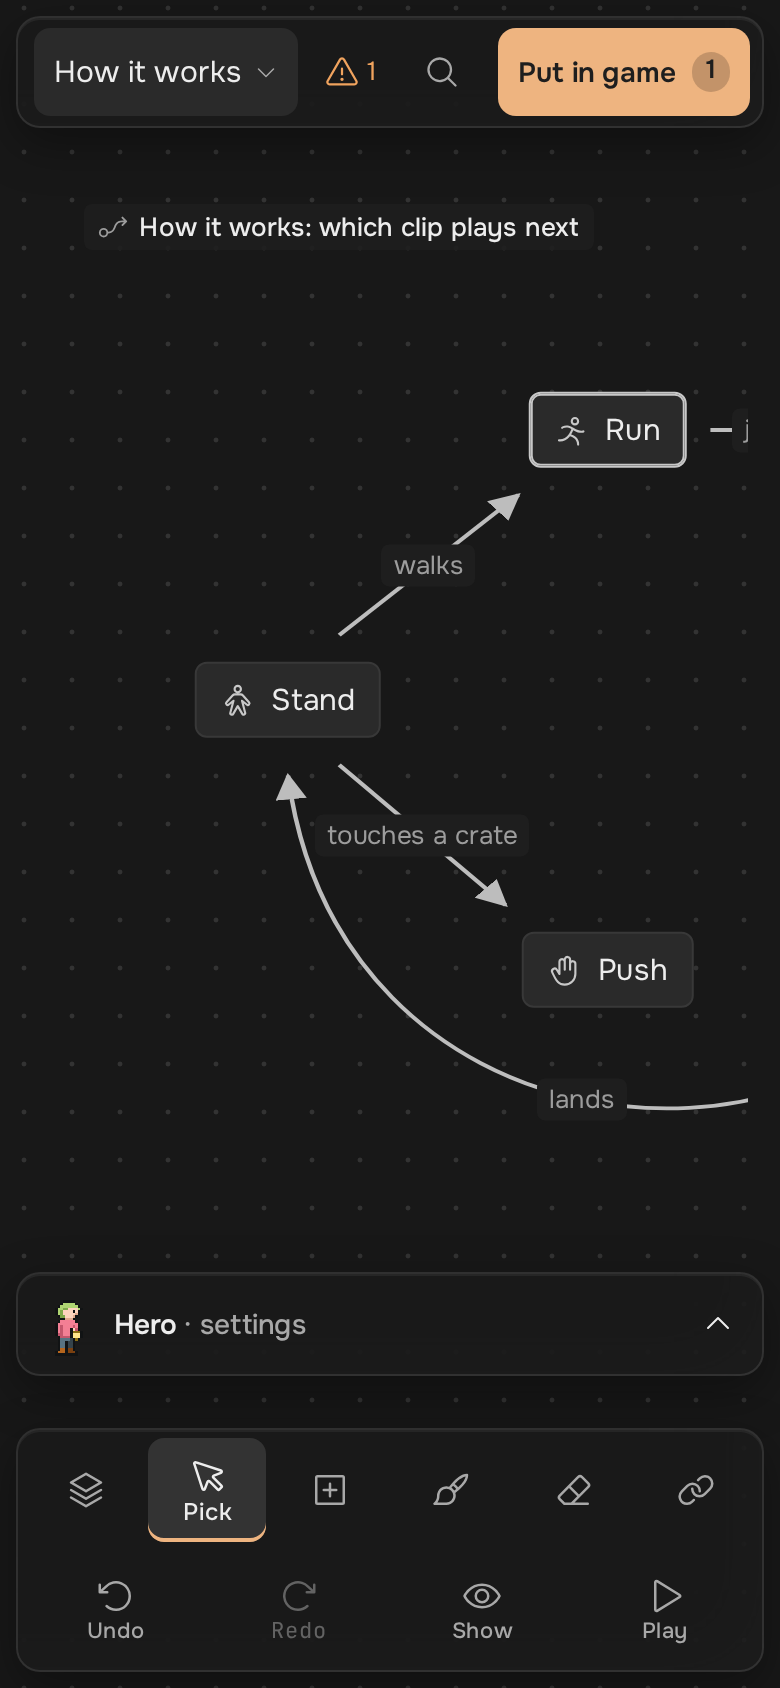 How it works
1
Put in game 1
How it works: which clip plays next
Run
j
walks
Stand
touches a crate
Push
lands
Hero · settings
Pick
Undo
Redo
Show
Play